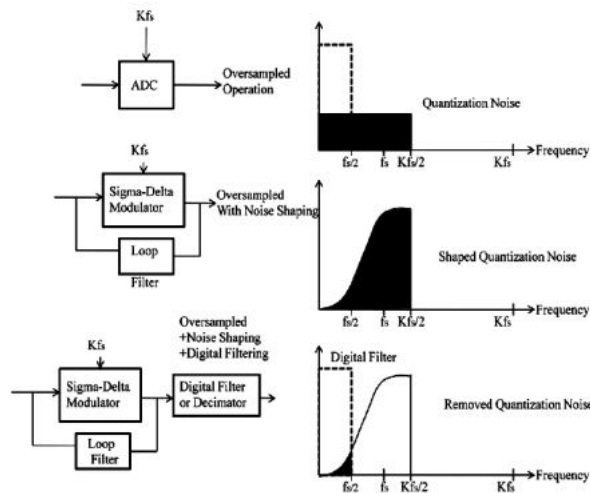 Kfs
ADC
Oversampled
Operation
Quantization Noise
fs/2
fs
Kfs/2
Kfs
Frequency
Kfs
Sigma-Delta
Modulator
Oversampled
With Noise Shaping
Loop
Filter
Shaped Quantization Noise
fs/2
fs
Kfs/2
Kfs
Frequency
Oversampled
+Noise Shaping
+Digital Filtering
Kfs
Sigma-Delta
Modulator
Digital Filter
or Decimator
Loop
Filter
Digital Filter
Removed Quantization Noise
fs/2
fs
Kfs/2
Kfs
Frequency